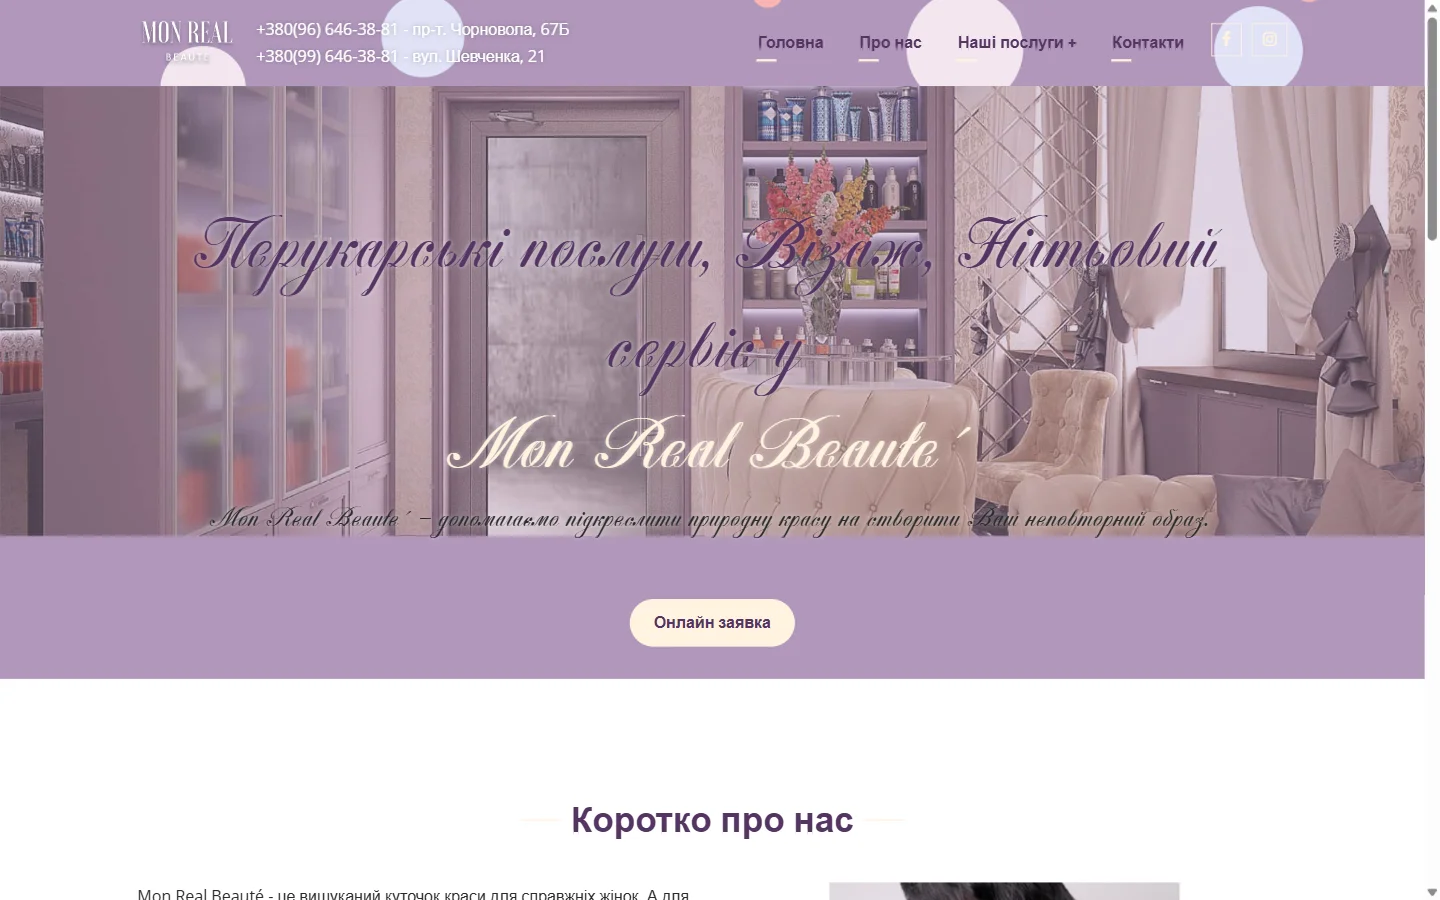 MON REAL
BEAUTÉ
+380(96) 646-38-81 - пр-т. Чорновола, 67Б
+380(99) 646-38-81 - вул. Шевченка, 21
Головна
Про нас
Наші послуги +
Контакти
Перукарські послуги, Візаж, Нігтьовий
сервіс у
Mon Real Beaute´
Mon Real Beaute´ – допомагаємо підкреслити природну красу на створити Ваш неповторний образ.
Онлайн заявка
Коротко про нас
Mon Real Beauté - це вишуканий куточок краси для справжніх жінок. А для